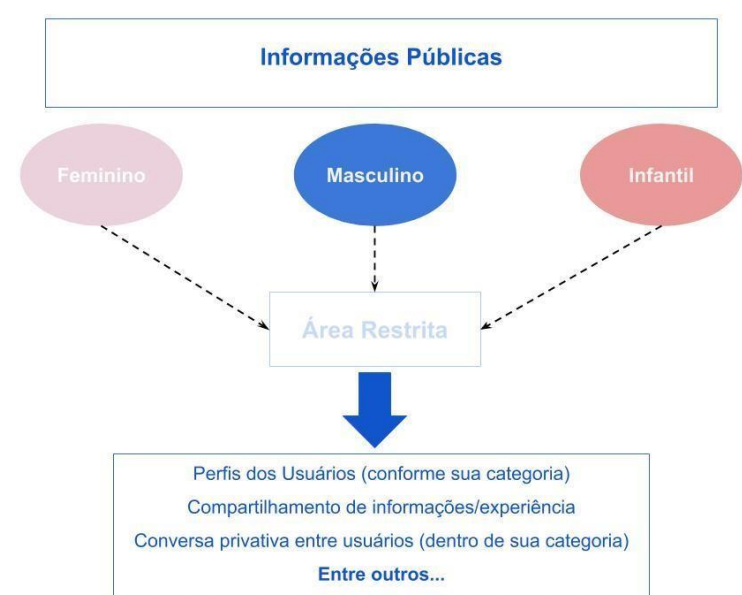 Informações Públicas
Feminino
Masculino
Infantil
Área Restrita
Perfis dos Usuários (conforme sua categoria)
Compartilhamento de informações/experiência
Conversa privativa entre usuários (dentro de sua categoria)
Entre outros...